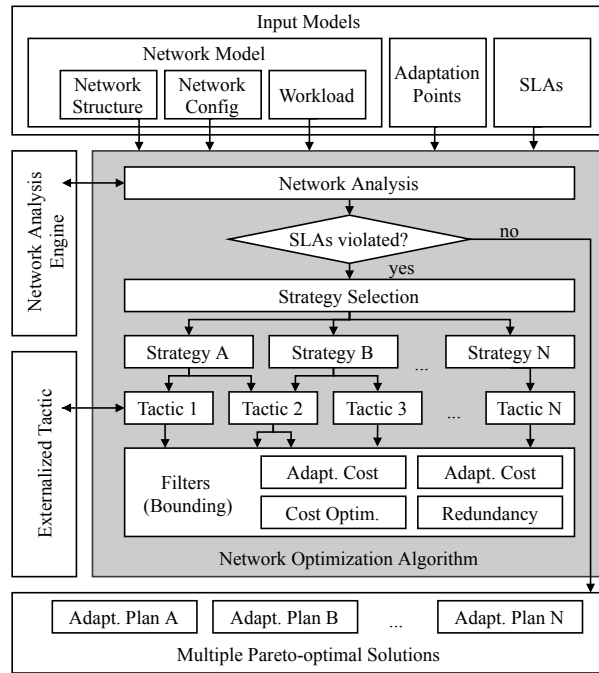 Input Models
Network Model
Network
Structure
Network
Config
Workload
Adaptation
Points
SLAs
Network Analysis
Engine
Network Analysis
SLAs violated?
no
yes
Strategy Selection
Strategy A
Strategy B
...
Strategy N
Externalized Tactic
Tactic 1
Tactic 2
Tactic 3
...
Tactic N
Filters
(Bounding)
Adapt. Cost
Adapt. Cost
Cost Optim.
Redundancy
Network Optimization Algorithm
Adapt. Plan A
Adapt. Plan B
...
Adapt. Plan N
Multiple Pareto-optimal Solutions